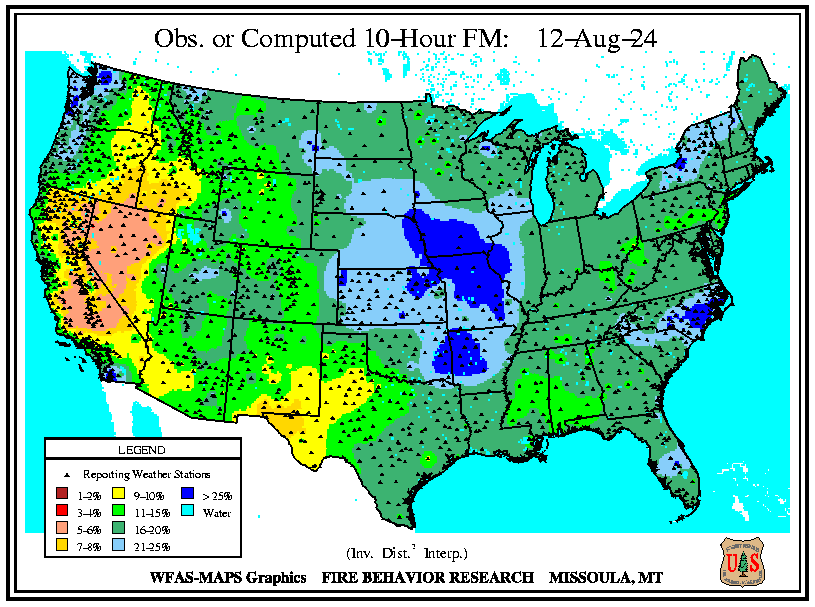 Obs. or Computed 10-Hour FM: 12-Aug-24
LEGEND
Reporting Weather Stations
1-2% 9-10% > 25%
3-4% 11-15% Water
5-6% 16-20%
7-8% 21-25%
(Inv. Dist.² Interp.)
WFAS-MAPS Graphics FIRE BEHAVIOR RESEARCH MISSOULA, MT
U S